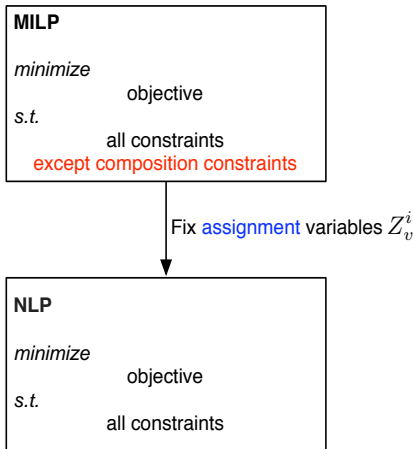 MILP
minimize
objective
s.t.
all constraints
except composition constraints
Fix assignment variables $Z_v^i$
NLP
minimize
objective
s.t.
all constraints